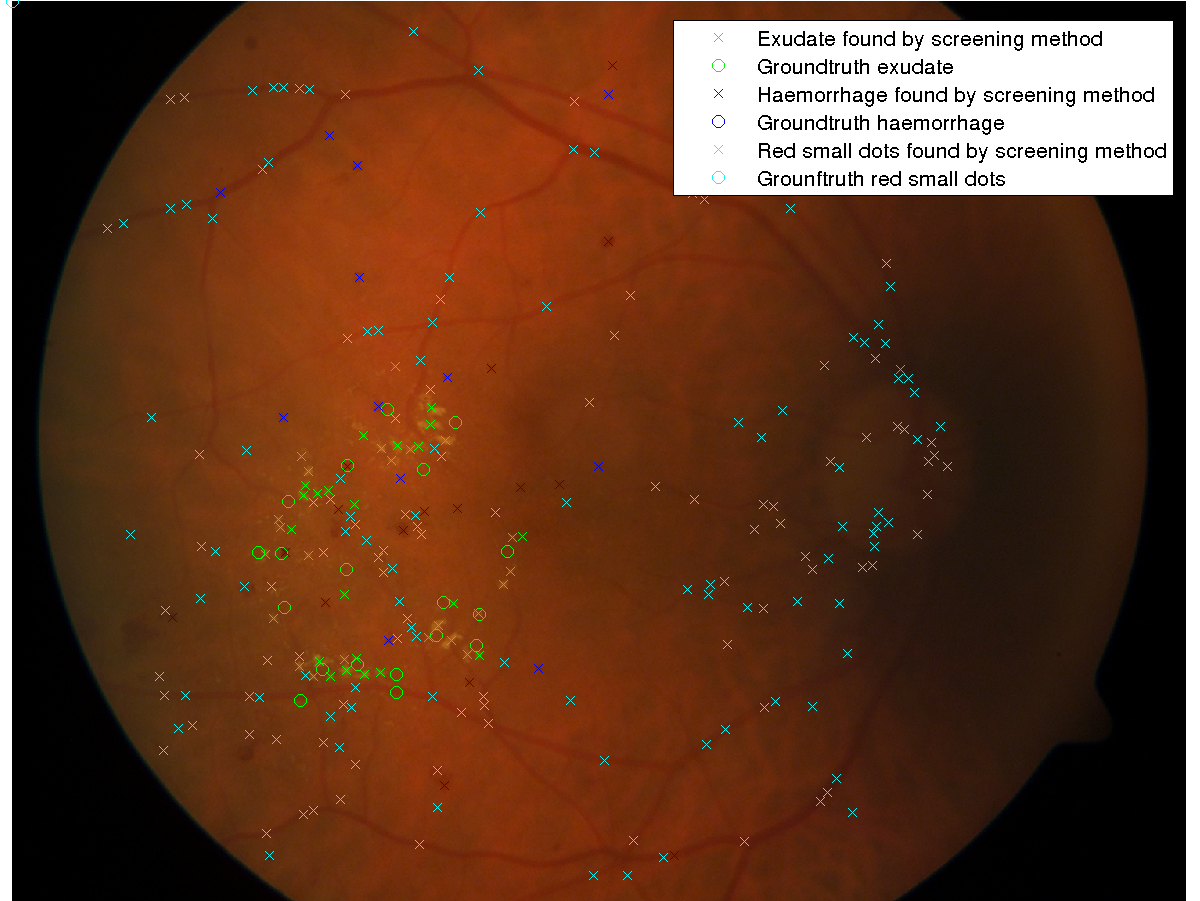 Exudate found by screening method
Groundtruth exudate
Haemorrhage found by screening method
Groundtruth haemorrhage
Red small dots found by screening method
Grounftruth red small dots